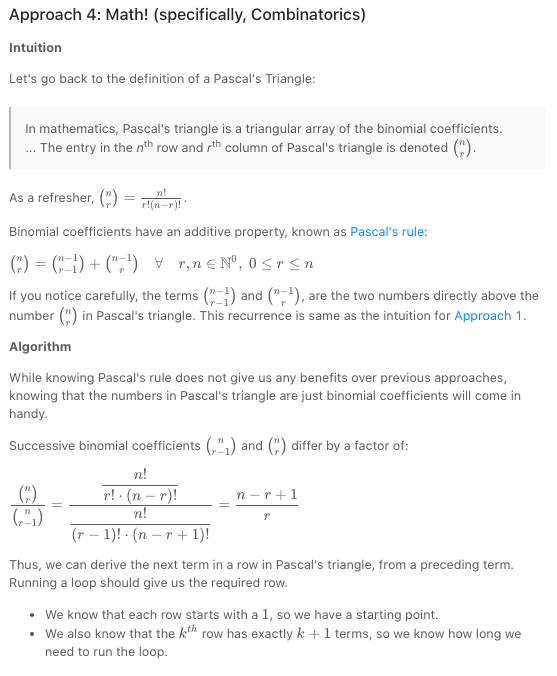 Approach 4: Math! (specifically, Combinatorics)
Intuition
Let's go back to the definition of a Pascal's Triangle:
In mathematics, Pascal's triangle is a triangular array of the binomial coefficients.
... The entry in the $n^{\text{th}}$ row and $r^{\text{th}}$ column of Pascal's triangle is denoted $\binom{n}{r}$.
As a refresher, $\binom{n}{r} = \frac{n!}{r!(n-r)!}$.
Binomial coefficients have an additive property, known as Pascal's rule:
$\binom{n}{r} = \binom{n-1}{r-1} + \binom{n-1}{r} \quad \forall \quad r, n \in \mathbb{N}^0, \; 0 \leq r \leq n$
If you notice carefully, the terms $\binom{n-1}{r-1}$ and $\binom{n-1}{r}$, are the two numbers directly above the
number $\binom{n}{r}$ in Pascal's triangle. This recurrence is same as the intuition for Approach 1.
Algorithm
While knowing Pascal's rule does not give us any benefits over previous approaches,
knowing that the numbers in Pascal's triangle are just binomial coefficients will come in
handy.
Successive binomial coefficients $\binom{n}{r-1}$ and $\binom{n}{r}$ differ by a factor of:
$\frac{\binom{n}{r}}{\binom{n}{r-1}} = \frac{\frac{n!}{r! \cdot (n-r)!}}{\frac{n!}{(r-1)! \cdot (n-r+1)!}} = \frac{n-r+1}{r}$
Thus, we can derive the next term in a row in Pascal's triangle, from a preceding term.
Running a loop should give us the required row.
• We know that each row starts with a $1$, so we have a starting point.
• We also know that the $k^{th}$ row has exactly $k+1$ terms, so we know how long we
need to run the loop.